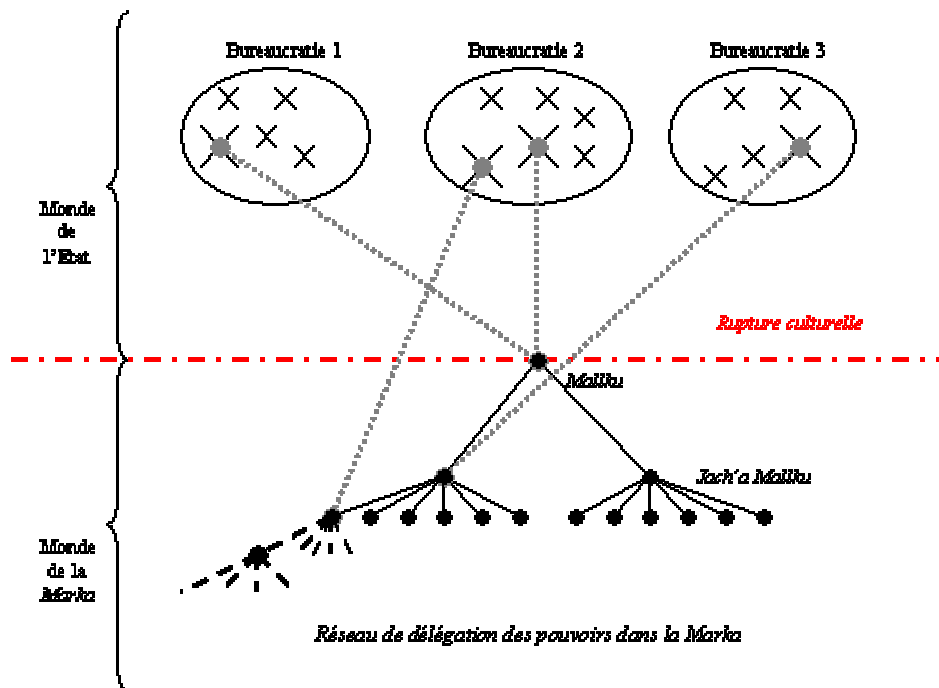 Bureaucratie 1
Bureaucratie 2
Bureaucratie 3
Monde
de
l'Etat
Rupture culturelle
Mallku
Jach'a Mallku
Monde
de la
Marka
Réseau de délégation des pouvoirs dans la Marka